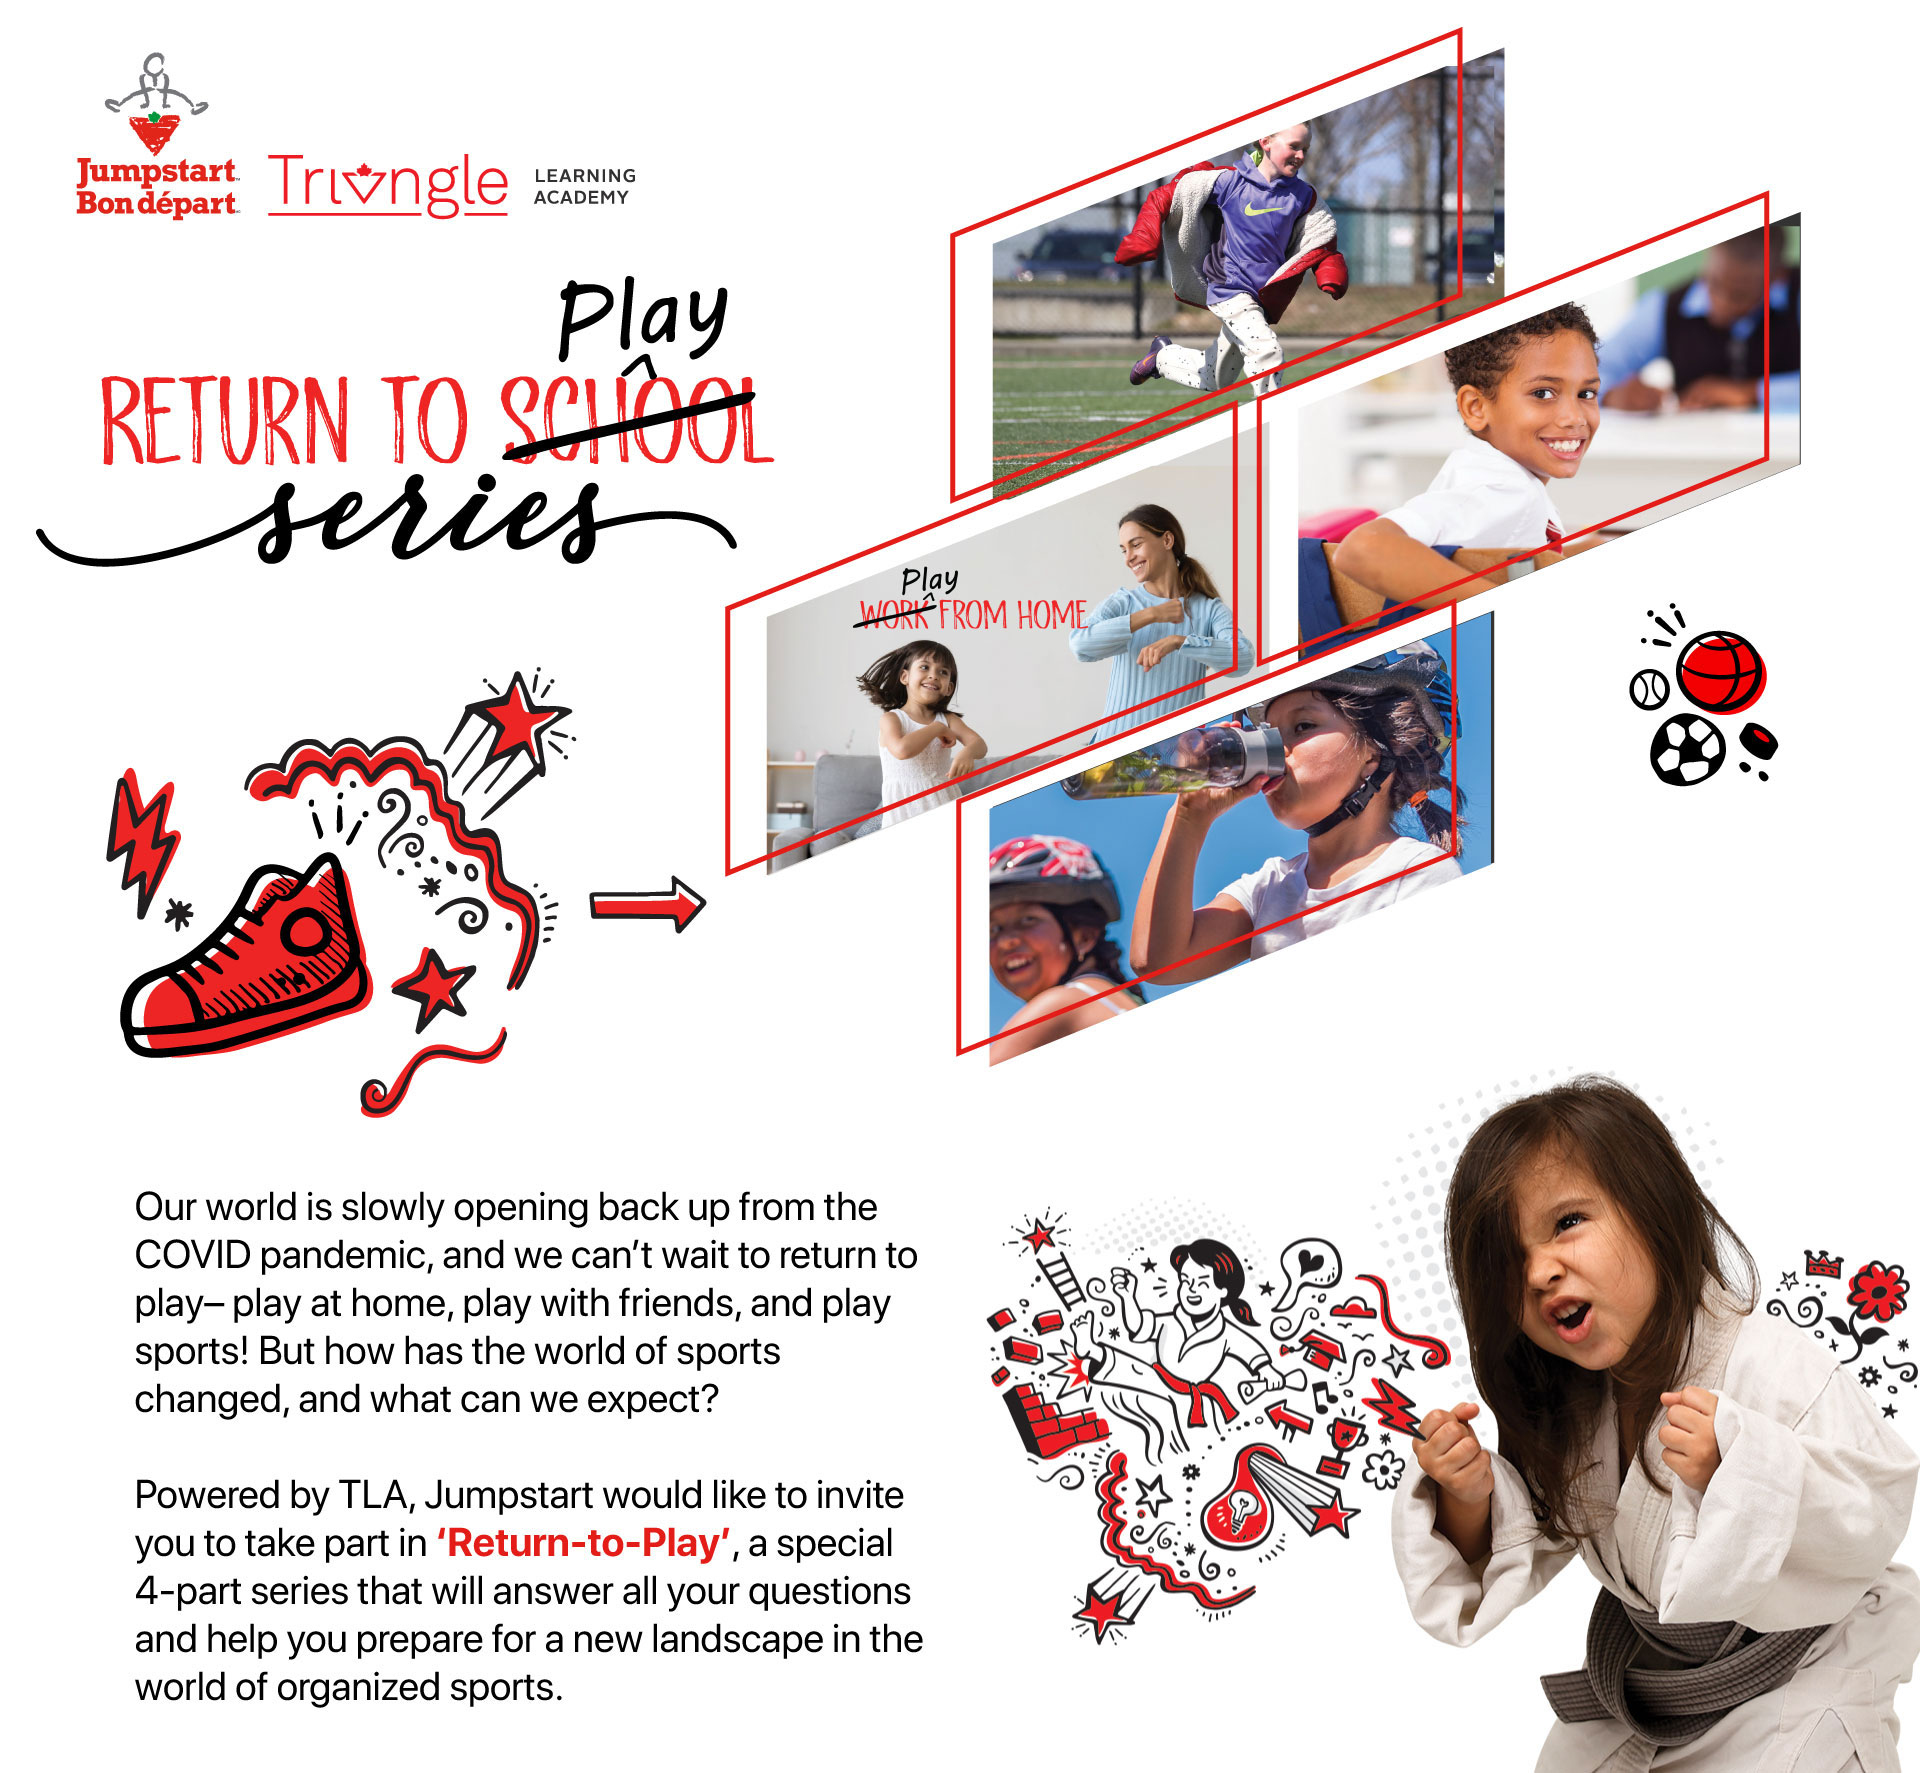 Jumpstart
Bon départ
Triangle
LEARNING
ACADEMY
Play
RETURN TO SCHOOL
series
Play
WORK FROM HOME
Our world is slowly opening back up from the
COVID pandemic, and we can’t wait to return to
play– play at home, play with friends, and play
sports! But how has the world of sports
changed, and what can we expect?
Powered by TLA, Jumpstart would like to invite
you to take part in ‘Return-to-Play’, a special
4-part series that will answer all your questions
and help you prepare for a new landscape in the
world of organized sports.